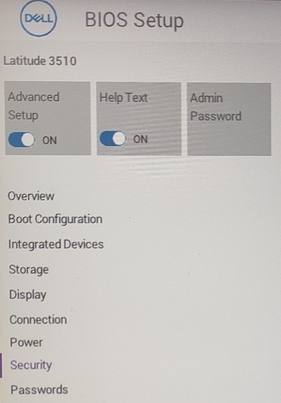 DELL
BIOS Setup
Latitude 3510
Advanced
Setup
ON
Help Text
ON
Admin
Password
Overview
Boot Configuration
Integrated Devices
Storage
Display
Connection
Power
Security
Passwords